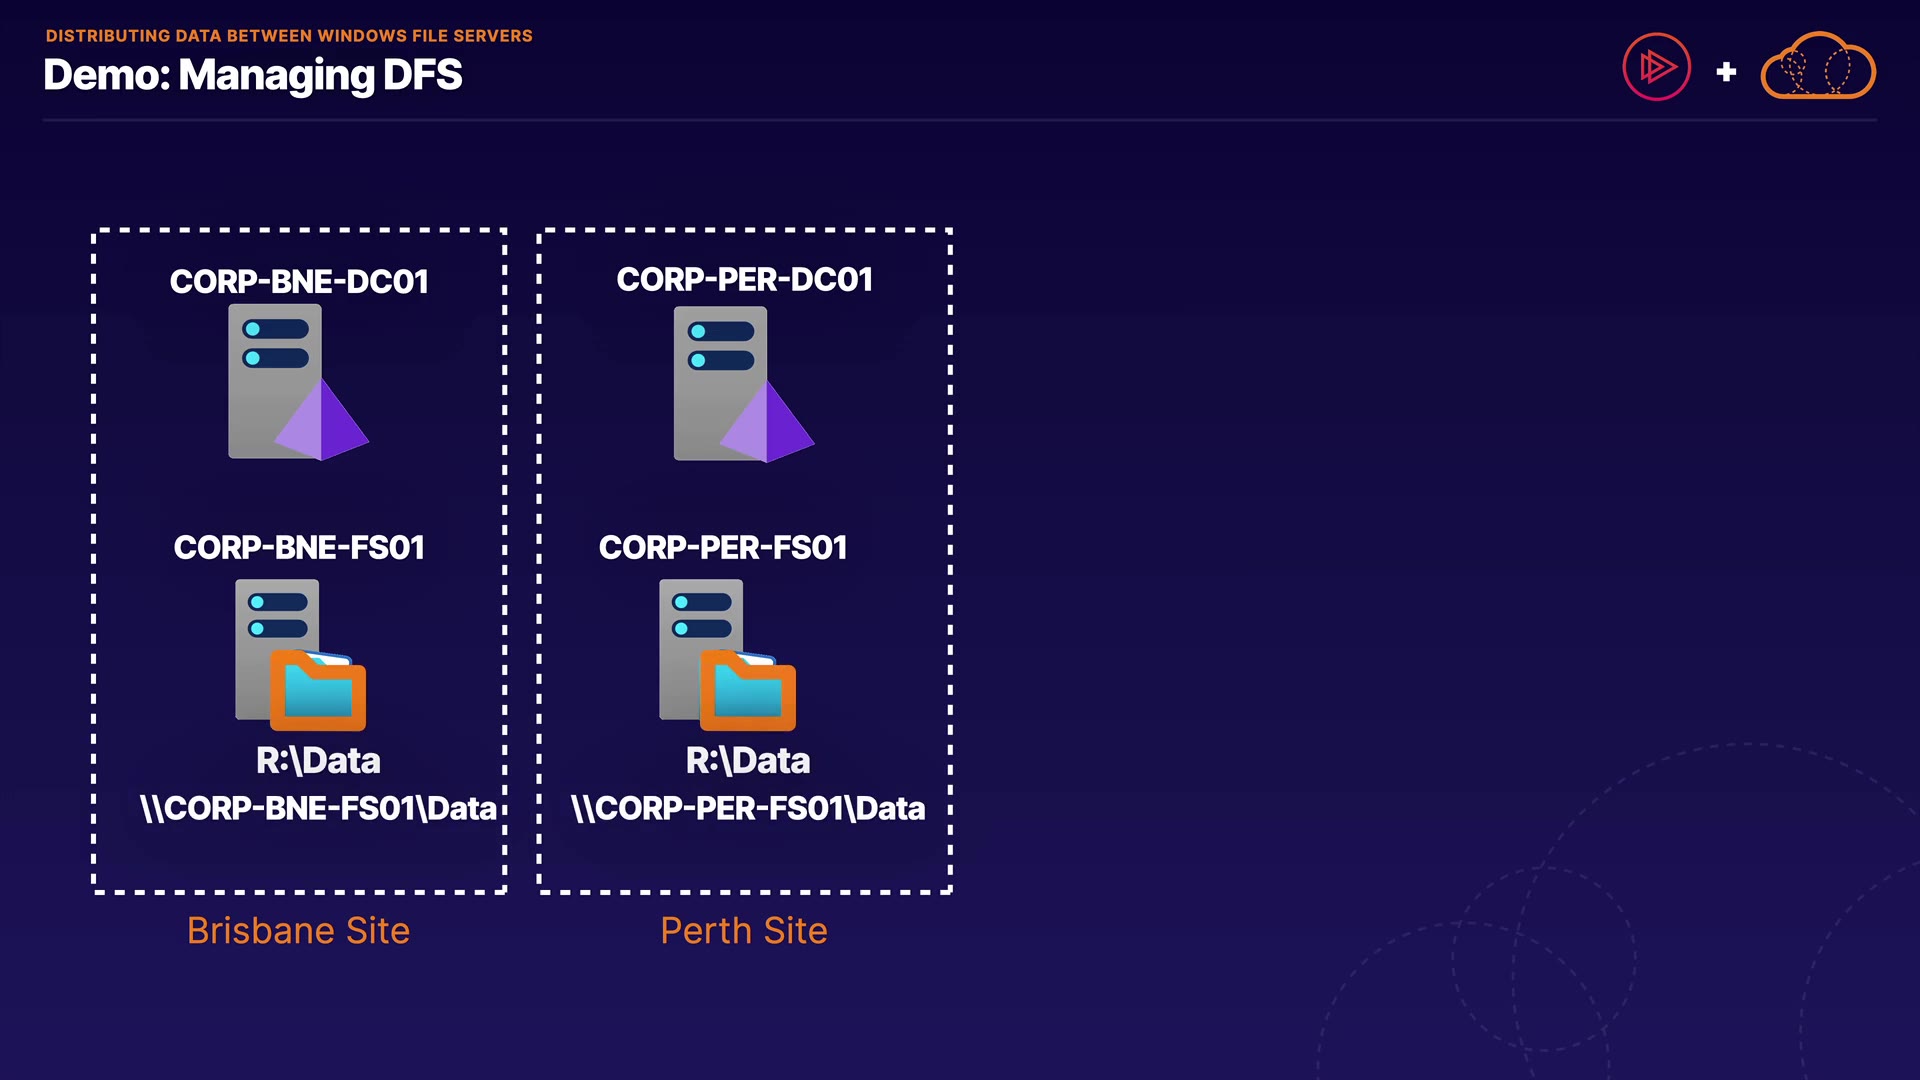 DISTRIBUTING DATA BETWEEN WINDOWS FILE SERVERS
Demo: Managing DFS
CORP-BNE-DC01
CORP-BNE-FS01
R:\Data
\\CORP-BNE-FS01\Data
Brisbane Site
CORP-PER-DC01
CORP-PER-FS01
R:\Data
\\CORP-PER-FS01\Data
Perth Site